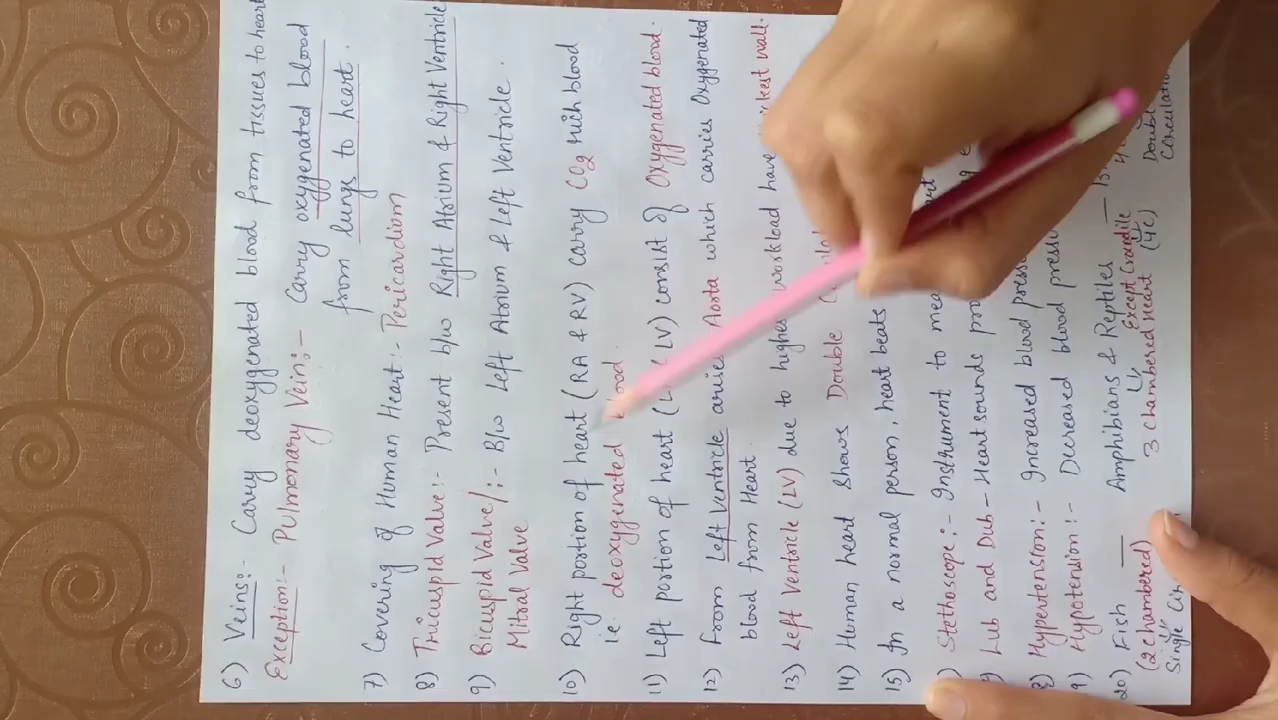 6) Veins:- Carry deoxygenated blood from tissues to heart
Exception:- Pulmonary Vein:- Carry oxygenated blood
from lungs to heart.
7) Covering of Human Heart:- Pericardiom
8) Tricuspid Valve:- Present b/w Right Atrium & Right Ventricle
9) Bicuspid Valve/:- B/w Left Atrium & Left Ventricle.
Mitral Valve
10) Right portion of heart (RA & RV) carry CO2 rich blood
ie. deoxygenated blood.
11) Left portion of heart ( LV) consist of Oxygenated blood.
12) From Left Ventricle Aorta which carries Oxygenated
blood from Heart
13) Left Ventricle (LV) due to workload have wall.
14) Human heart shows Double
15) In a normal person, heart beats
) Stethoscope:- Instrument to
) Lub and Dub - Heart sounds
8) Hypertension:- Increased blood
9) Hypotension:- Decreased blood
20) Fish — Amphibians & Reptiles —
(2 chambered) Except Crocodile
3 chambered heart (4C)
Single